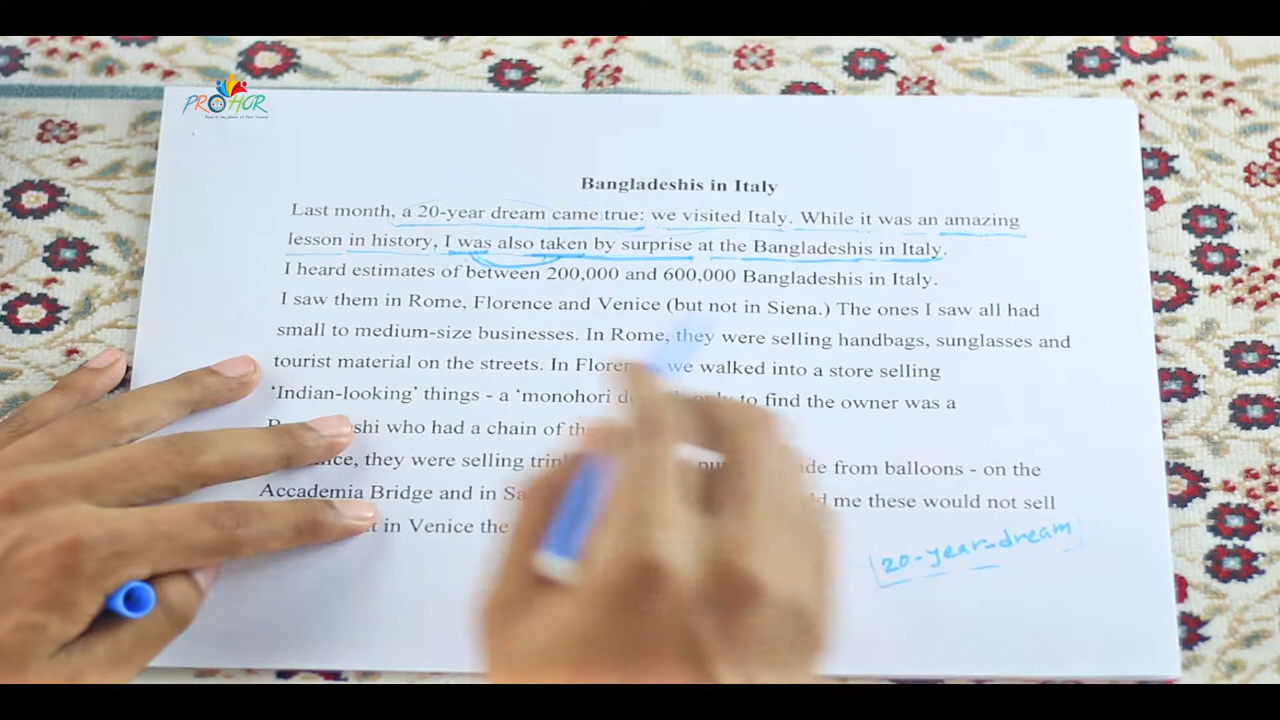 PROHOR
Bangladeshis in Italy
Last month, a 20-year dream came true: we visited Italy. While it was an amazing
lesson in history, I was also taken by surprise at the Bangladeshis in Italy.
I heard estimates of between 200,000 and 600,000 Bangladeshis in Italy.
I saw them in Rome, Florence and Venice (but not in Siena.) The ones I saw all had
small to medium-size businesses. In Rome, they were selling handbags, sunglasses and
tourist material on the streets. In we walked into a store selling
'Indian-looking' things - a 'monohori to find the owner was a
who had a chain of
they were selling from balloons - on the
Accademia Bridge and in me these would not sell
in Venice the
20-year-dream